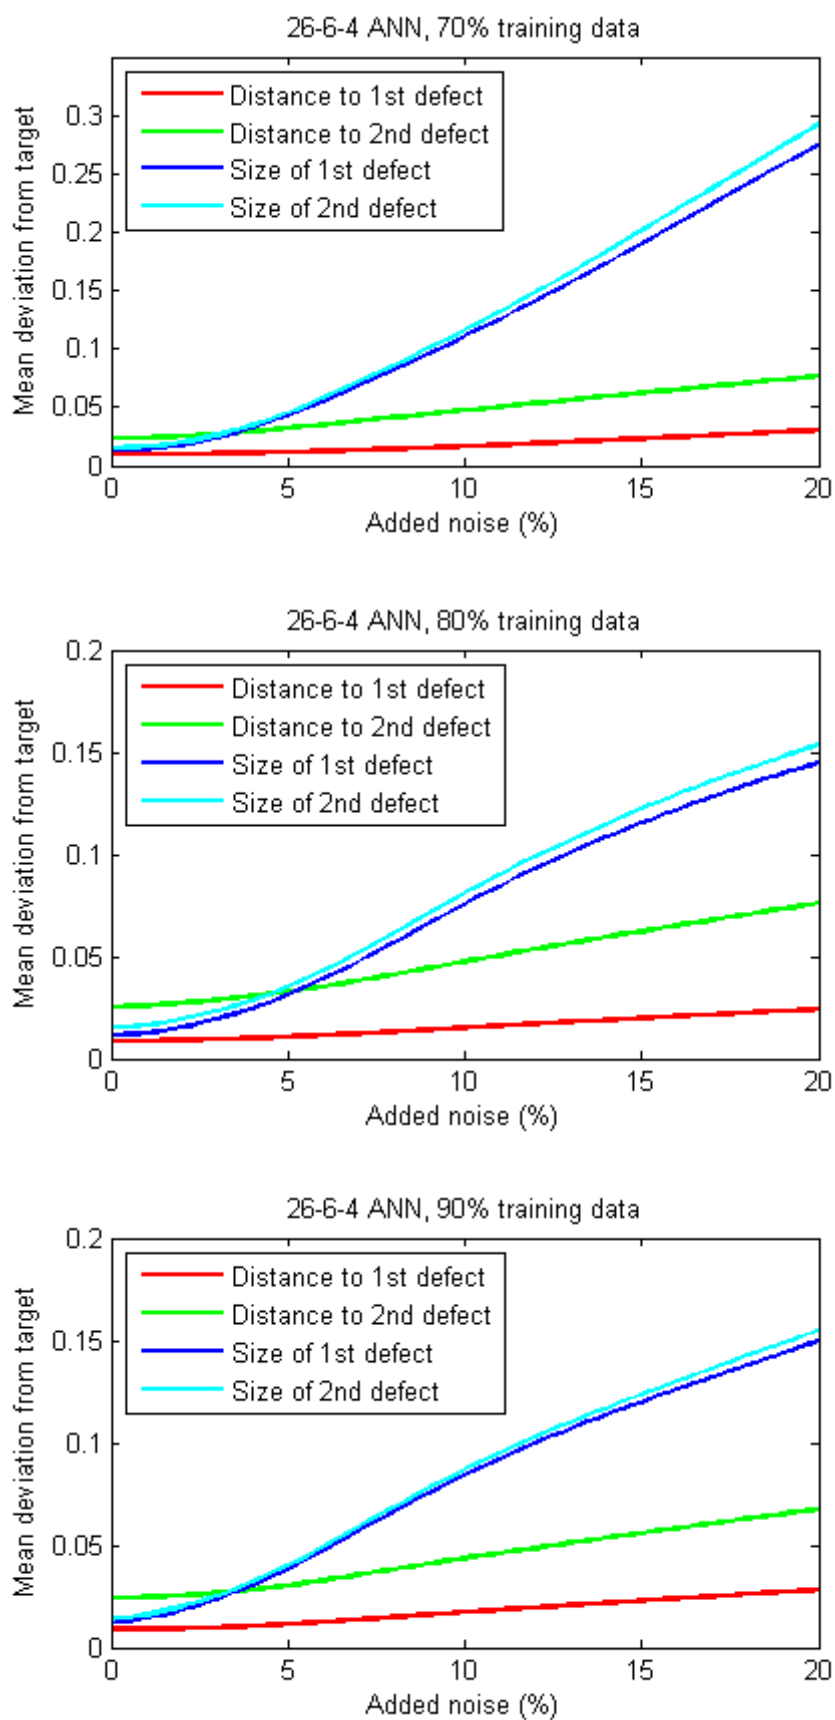 26-6-4 ANN, 70% training data
Mean deviation from target
0.3
0.25
0.2
0.15
0.1
0.05
0
Distance to 1st defect
Distance to 2nd defect
Size of 1st defect
Size of 2nd defect
0 5 10 15 20
Added noise (%)
26-6-4 ANN, 80% training data
Mean deviation from target
0.2
0.15
0.1
0.05
0
Distance to 1st defect
Distance to 2nd defect
Size of 1st defect
Size of 2nd defect
0 5 10 15 20
Added noise (%)
26-6-4 ANN, 90% training data
Mean deviation from target
0.2
0.15
0.1
0.05
0
Distance to 1st defect
Distance to 2nd defect
Size of 1st defect
Size of 2nd defect
0 5 10 15 20
Added noise (%)